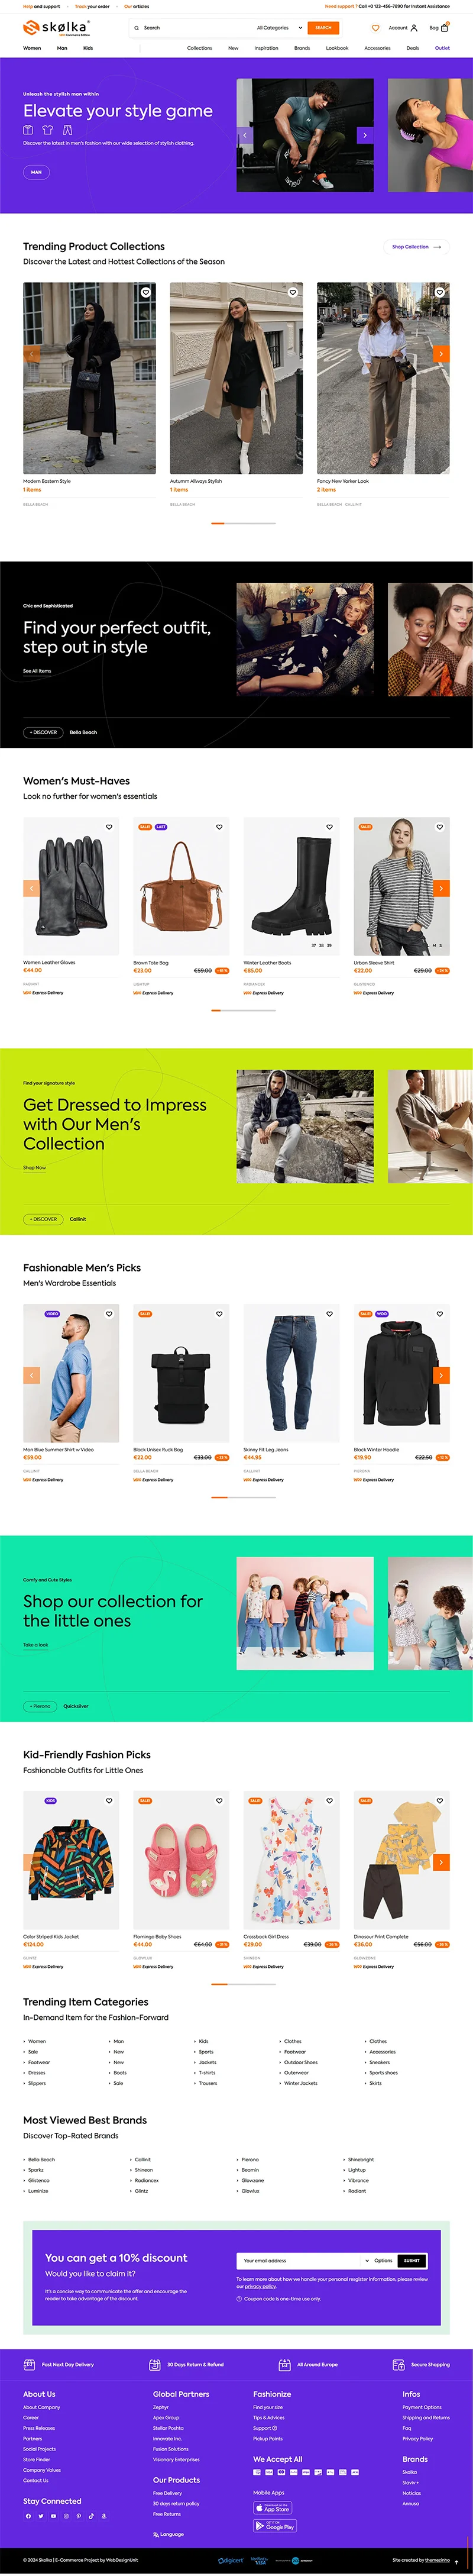 Help and support
Track your order
Our articles
Need support ? Call +0 123-456-7890 for Instant Assistance
skølka
Search
All Categories
SEARCH
Account
Bag
Women
Man
Kids
Collections
New
Inspiration
Brands
Lookbook
Accessories
Deals
Outlet
Unleash the stylish man within
Elevate your style game
Discover the latest in men's fashion with our wide selection of stylish clothing.
MAN
Trending Product Collections
Discover the Latest and Hottest Collections of the Season
Shop Collection
Modern Eastern Style
1 items
BELLA BEACH
Autumn Allways Stylish
1 items
BELLA BEACH
Fancy New Yorker Look
2 items
BELLA BEACH CALLINIT
Chic and Sophisticated
Find your perfect outfit,
step out in style
See All Items
+ DISCOVER
Bella Beach
Women's Must-Haves
Look no further for women's essentials
Women Leather Gloves
€44.00
RADIANT
Express Delivery
SALE!
LAST
Brown Tote Bag
€23.00
€59.00
LIGHTUP
Express Delivery
37 38 39
Winter Leather Boots
€85.00
RADIANCEX
Express Delivery
SALE!
M S
Urban Sleeve Shirt
€22.00
€29.00
GLISTENCO
Express Delivery
Find your signature style
Get Dressed to Impress
with Our Men's
Collection
Shop Now
+ DISCOVER
Callinit
Fashionable Men's Picks
Men's Wardrobe Essentials
VIDEO
Man Blue Summer Shirt w Video
€59.00
CALLINIT
Express Delivery
SALE!
Black Unisex Ruck Bag
€22.00
€33.00
BELLA BEACH
Express Delivery
Skinny Fit Leg Jeans
€44.95
CALLINIT
Express Delivery
SALE!
WOO
Black Winter Hoodie
€19.90
€22.50
PIERONA
Express Delivery
Comfy and Cute Styles
Shop our collection for
the little ones
Take a look
+ Pierona
Quicksilver
Kid-Friendly Fashion Picks
Fashionable Outfits for Little Ones
KIDS
Color Striped Kids Jacket
€124.00
GLINTZ
Express Delivery
SALE!
Flamingo Baby Shoes
€44.00
€64.00
GLOWLUX
Express Delivery
SALE!
Crossback Girl Dress
€29.00
€39.00
SHINEON
Express Delivery
SALE!
Dinosaur Print Complete
€36.00
€56.00
GLOWZONE
Express Delivery
Trending Item Categories
In-Demand Item for the Fashion-Forward
Women
Man
Kids
Clothes
Clothes
Sale
New
Sports
Footwear
Accessories
Footwear
New
Jackets
Outdoor Shoes
Sneakers
Dresses
Boots
T-shirts
Outerwear
Sports shoes
Slippers
Sale
Trousers
Winter Jackets
Skirts
Most Viewed Best Brands
Discover Top-Rated Brands
Bella Beach
Callinit
Pierona
Shinebright
Sparkz
Shineon
Beamin
Lightup
Glistenco
Radiancex
Glowzone
Vibrance
Luminize
Glintz
Glowlux
Radiant
You can get a 10% discount
Would you like to claim it?
It's a concise way to communicate the offer and encourage the
reader to take advantage of the discount.
Your email address
Options
SUBMIT
To learn more about how we handle your personal resgister information, please review
our privacy policy.
Coupon code is one-time use only.
Fast Next Day Delivery
30 Days Return & Refund
All Around Europe
Secure Shopping
About Us
About Company
Career
Press Releases
Partners
Social Projects
Store Finder
Company Values
Contact Us
Stay Connected
Global Partners
Zephyr
Apex Group
Stellar Poshta
Innovate Inc.
Fusion Solutions
Visionary Enterprises
Our Products
Free Delivery
30 days return policy
Free Returns
Language
Fashionize
Find your size
Tips & Advices
Support
Pickup Points
We Accept All
Mobile Apps
App Store
GET IT ON
Google Play
Infos
Payment Options
Shipping and Returns
Faq
Privacy Policy
Brands
Skolka
Slaviv+
Noticias
Annusa
© 2024 Skolka | E-Commerce Project by WebDesignUnit
digicert
VISA
Site created by themezinho